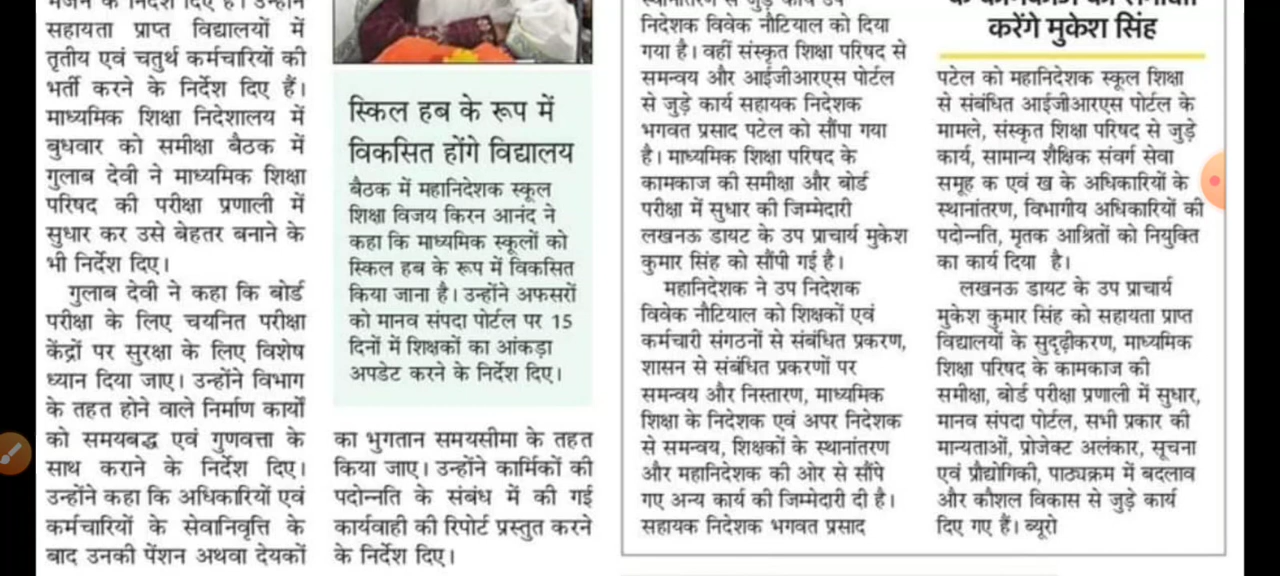 भजने के निर्देश दिए हैं। उन्होंने
सहायता प्राप्त विद्यालयों में
तृतीय एवं चतुर्थ कर्मचारियों की
भर्ती करने के निर्देश दिए हैं।
माध्यमिक शिक्षा निदेशालय में
बुधवार को समीक्षा बैठक में
गुलाब देवी ने माध्यमिक शिक्षा
परिषद की परीक्षा प्रणाली में
सुधार कर उसे बेहतर बनाने के
भी निर्देश दिए।
गुलाब देवी ने कहा कि बोर्ड
परीक्षा के लिए चयनित परीक्षा
केंद्रों पर सुरक्षा के लिए विशेष
ध्यान दिया जाए। उन्होंने विभाग
के तहत होने वाले निर्माण कार्यों
को समयबद्ध एवं गुणवत्ता के
साथ कराने के निर्देश दिए।
उन्होंने कहा कि अधिकारियों एवं
कर्मचारियों के सेवानिवृत्ति के
बाद उनकी पेंशन अथवा देयकों
स्किल हब के रूप में
विकसित होंगे विद्यालय
बैठक में महानिदेशक स्कूल
शिक्षा विजय किरन आनंद ने
कहा कि माध्यमिक स्कूलों को
स्किल हब के रूप में विकसित
किया जाना है। उन्होंने अफसरों
को मानव संपदा पोर्टल पर 15
दिनों में शिक्षकों का आंकड़ा
अपडेट करने के निर्देश दिए।
का भुगतान समयसीमा के तहत
किया जाए। उन्होंने कार्मिकों की
पदोन्नति के संबंध में की गई
कार्यवाही की रिपोर्ट प्रस्तुत करने
के निर्देश दिए।
स्थानांतरण से जुड़े कार्य उप
निदेशक विवेक नौटियाल को दिया
गया है। वहीं संस्कृत शिक्षा परिषद से
समन्वय और आईजीआरएस पोर्टल
से जुड़े कार्य सहायक निदेशक
भगवत प्रसाद पटेल को सौंपा गया
है। माध्यमिक शिक्षा परिषद के
कामकाज की समीक्षा और बोर्ड
परीक्षा में सुधार की जिम्मेदारी
लखनऊ डायट के उप प्राचार्य मुकेश
कुमार सिंह को सौंपी गई है।
महानिदेशक ने उप निदेशक
विवेक नौटियाल को शिक्षकों एवं
कर्मचारी संगठनों से संबंधित प्रकरण,
शासन से संबंधित प्रकरणों पर
समन्वय और निस्तारण, माध्यमिक
शिक्षा के निदेशक एवं अपर निदेशक
से समन्वय, शिक्षकों के स्थानांतरण
और महानिदेशक की ओर से सौंपे
गए अन्य कार्य की जिम्मेदारी दी है।
सहायक निदेशक भगवत प्रसाद
के कामकाज की समीक्षा
करेंगे मुकेश सिंह
पटेल को महानिदेशक स्कूल शिक्षा
से संबंधित आईजीआरएस पोर्टल के
मामले, संस्कृत शिक्षा परिषद से जुड़े
कार्य, सामान्य शैक्षिक संवर्ग सेवा
समूह क एवं ख के अधिकारियों के
स्थानांतरण, विभागीय अधिकारियों की
पदोन्नति, मृतक आश्रितों को नियुक्ति
का कार्य दिया है।
लखनऊ डायट के उप प्राचार्य
मुकेश कुमार सिंह को सहायता प्राप्त
विद्यालयों के सुदृढ़ीकरण, माध्यमिक
शिक्षा परिषद के कामकाज की
समीक्षा, बोर्ड परीक्षा प्रणाली में सुधार,
मानव संपदा पोर्टल, सभी प्रकार की
मान्यताओं, प्रोजेक्ट अलंकार, सूचना
एवं प्रौद्योगिकी, पाठ्यक्रम में बदलाव
और कौशल विकास से जुड़े कार्य
दिए गए हैं। ब्यूरो